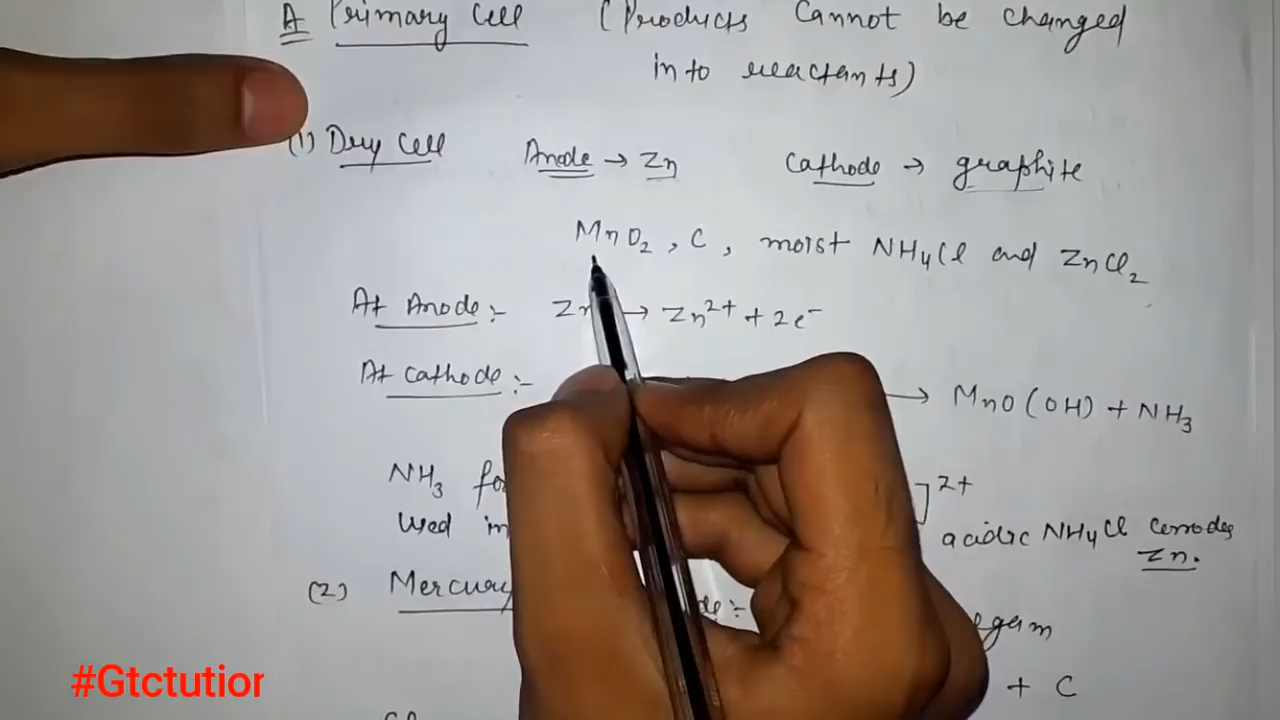 A Primary Cell (Products Cannot be changed
into reactants)
(1) Dry Cell Anode → Zn Cathode → graphite
MnO2, C, moist NH4Cl and ZnCl2
At Anode:- Zn → Zn2+ + 2e-
At cathode:- → MnO(OH) + NH3
NH3 ]2+
Used in acidic NH4Cl corrodes
Zn.
(2) Mercury
+ C
#Gtctutior